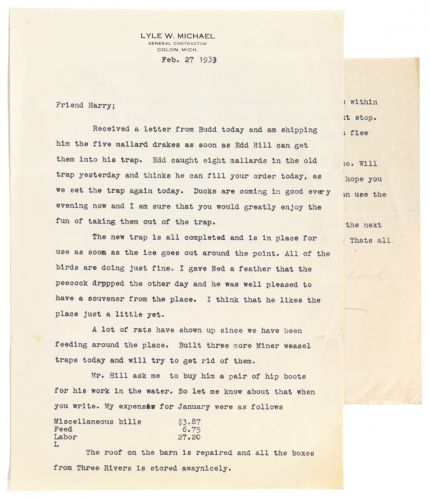 LYLE W. MICHAEL
GENERAL CONTRACTOR
COLON, MICH.
Feb. 27 1933
Friend Harry;
Received a letter from Budd today and am shipping
him the five mallard drakes as soon as Edd Hill can get
them into his trap. Edd caught eight mallards in the old
trap yesterday and thinks he can fill your order today, as
we set the trap again today. Ducks are coming in good every
evening now and I am sure that you would greatly enjoy the
fun of taking them out of the trap.
The new trap is all completed and is in place for
use as soon as the ice goes out around the point. All of the
birds are doing just fine. I gave Ned a feather that the
peecock dropped the other day and he was well pleased to
have a souvener from the place. I think that he likes the
place just a little yet.
A lot of rats have shown up since we have been
feeding around the place. Built three more Miner weasel
traps today and will try to get rid of them.
Mr. Hill ask me to buy him a pair of hip boots
for his work in the water. So let me know about that when
you write. My expenses for January were as follows
Miscellaneous bills $3.87
Feed 6.75
Labor 27.20
L
The roof on the barn is repaired and all the boxes
from Three Rivers is stored awaynicely.
within
stop.
a fiew
Will
hope you
can use the
the next
Thats all.